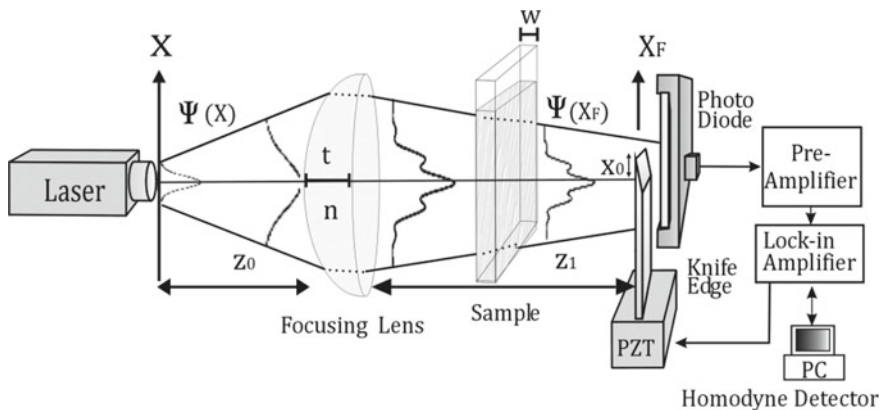 X
Ψ (X)
Laser
z0
t
n
Focusing Lens
w
Ψ (XF)
Sample
z1
XF
X0
Photo
Diode
Knife
Edge
PZT
Pre-
Amplifier
Lock-in
Amplifier
PC
Homodyne Detector